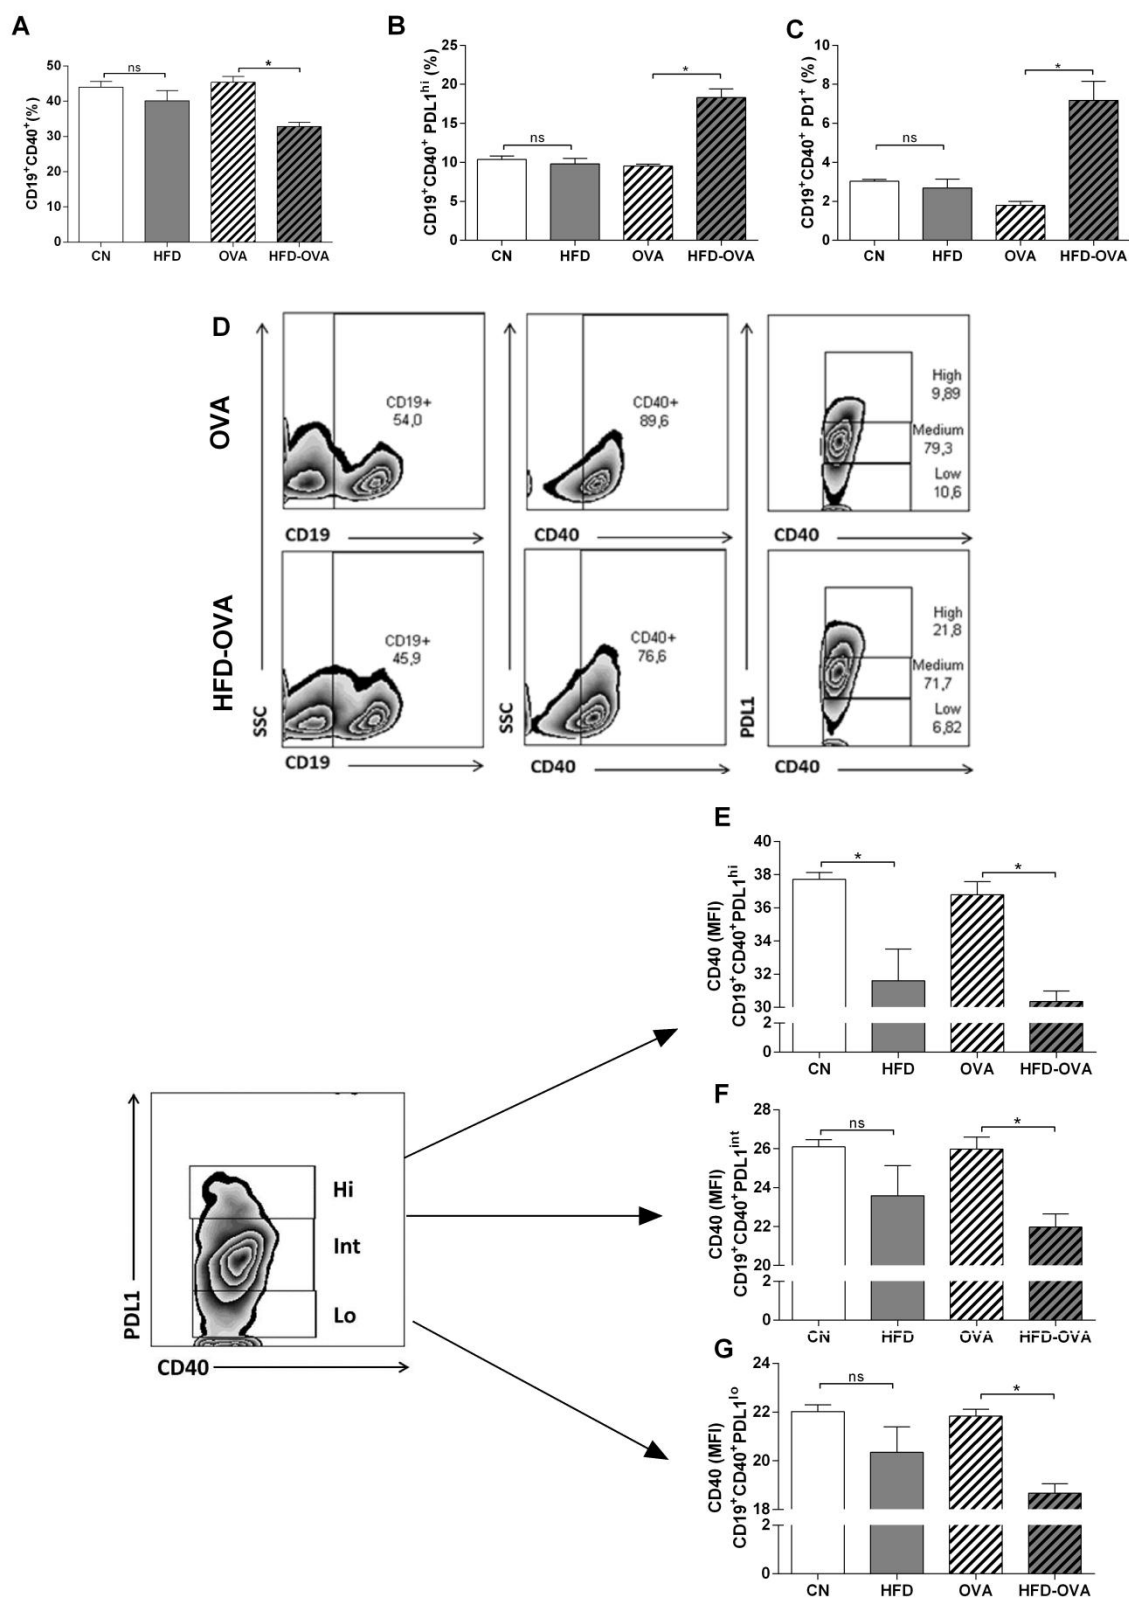 A
CD19⁺CD40⁺(%)
50
40
30
20
10
0
ns
*
CN HFD OVA HFD-OVA
B
CD19⁺CD40⁺ PDL1ʰⁱ (%)
25
20
15
10
5
0
ns
*
CN HFD OVA HFD-OVA
C
CD19⁺CD40⁺ PD1⁺ (%)
10
8
6
4
2
0
ns
*
CN HFD OVA HFD-OVA
D
OVA
SSC
CD19+
54,0
CD19
SSC
CD40+
89,6
CD40
PDL1
High
9,89
Medium
79,3
Low
10,6
CD40
HFD-OVA
CD19+
45,9
CD19
CD40+
76,6
CD40
High
21,8
Medium
71,7
Low
6,82
CD40
PDL1
Hi
Int
Lo
CD40
E
CD40 (MFI)
CD19⁺CD40⁺PDL1ʰⁱ
40
38
36
34
32
30
2
0
*
*
CN HFD OVA HFD-OVA
F
CD40 (MFI)
CD19⁺CD40⁺PDL1ⁱⁿᵗ
28
26
24
22
20
2
0
ns
*
CN HFD OVA HFD-OVA
G
CD40 (MFI)
CD19⁺CD40⁺PDL1ˡᵒ
24
22
20
18
2
0
ns
*
CN HFD OVA HFD-OVA